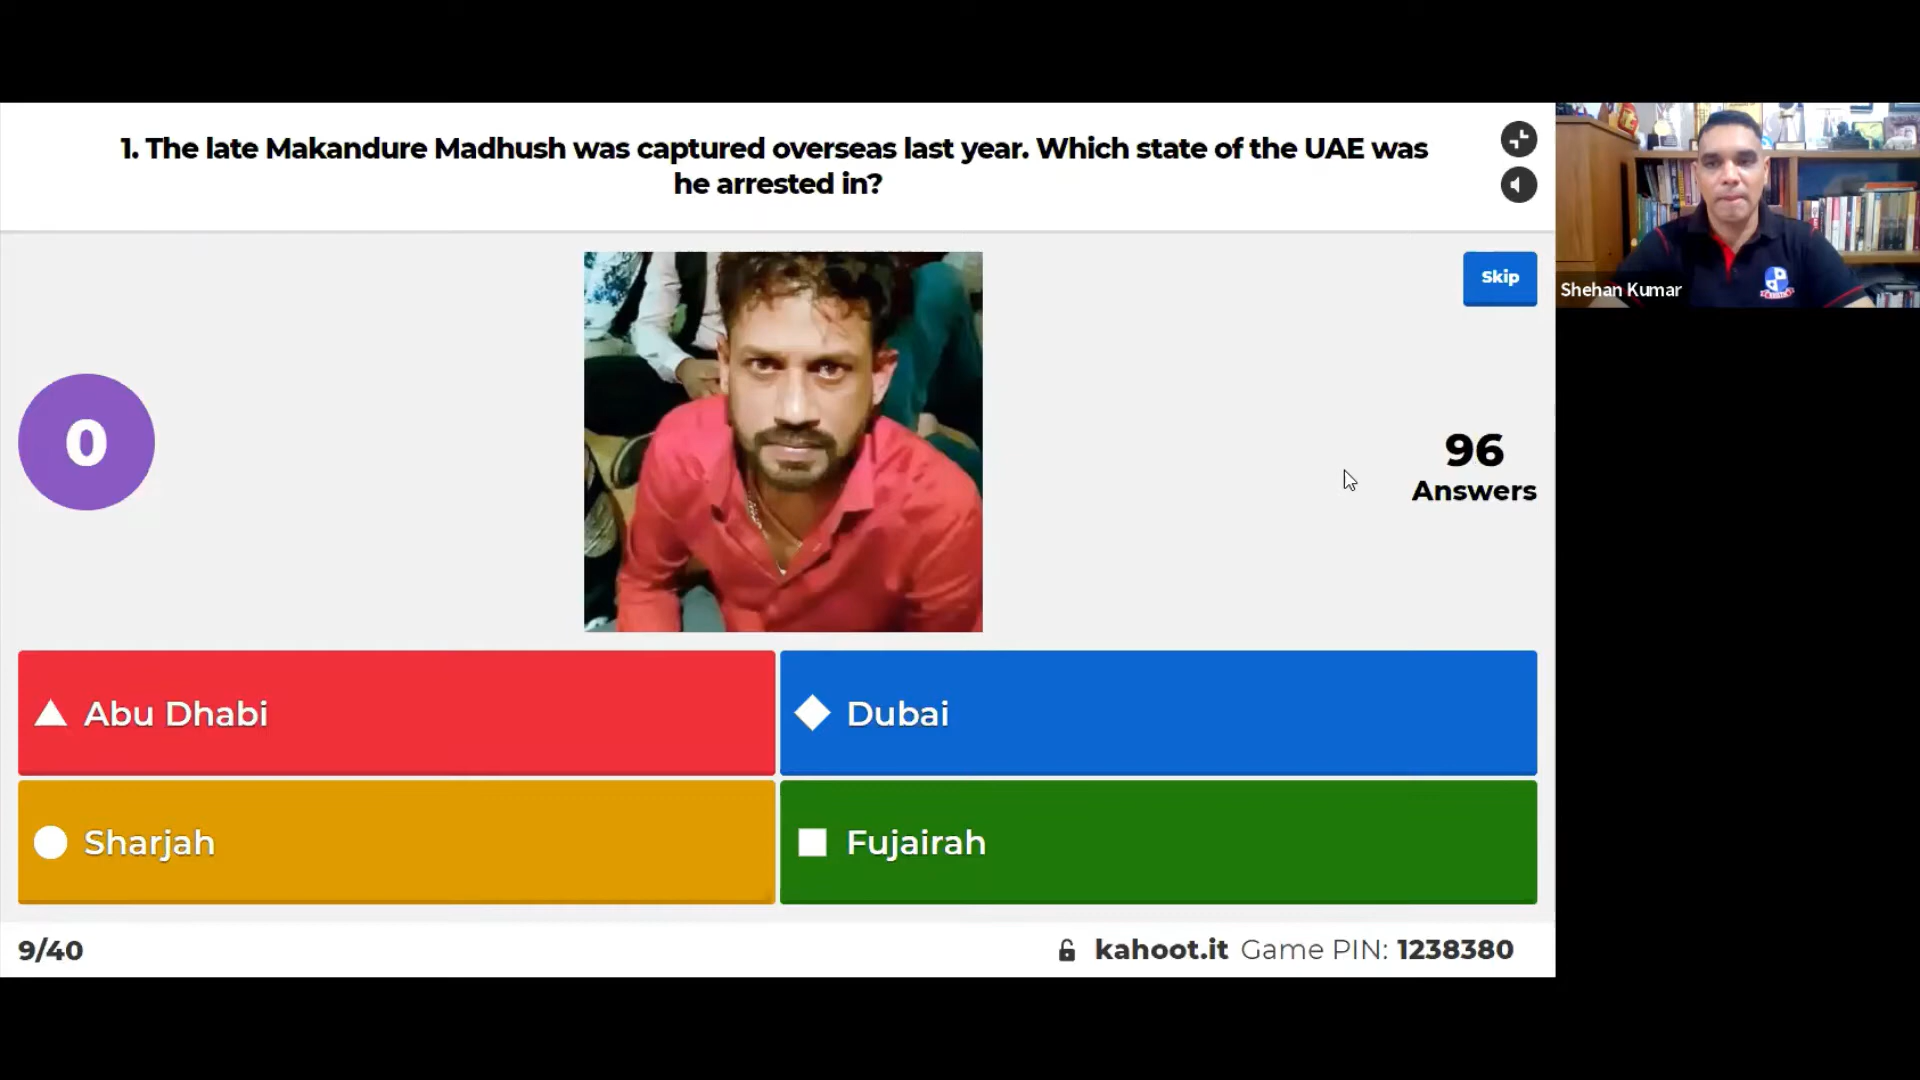 1. The late Makandure Madhush was captured overseas last year. Which state of the UAE was
he arrested in?
Skip
Shehan Kumar
0
96
Answers
Abu Dhabi
Dubai
Sharjah
Fujairah
9/40
kahoot.it Game PIN: 1238380